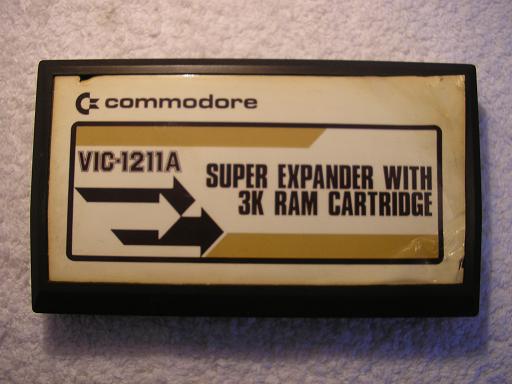 commodore
VIC-1211A
SUPER EXPANDER WITH
3K RAM CARTRIDGE